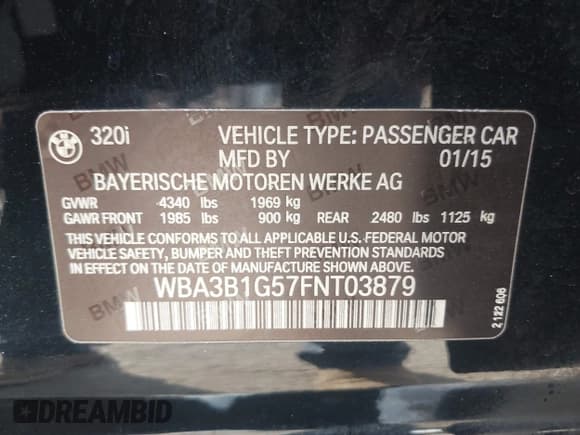 320i VEHICLE TYPE: PASSENGER CAR
MFD BY 01/15
BAYERISCHE MOTOREN WERKE AG
GVWR 4340 lbs 1969 kg
GAWR FRONT 1985 lbs 900 kg REAR 2480 lbs 1125 kg
THIS VEHICLE CONFORMS TO ALL APPLICABLE U.S. FEDERAL MOTOR
VEHICLE SAFETY, BUMPER AND THEFT PREVENTION STANDARDS
IN EFFECT ON THE DATE OF MANUFACTURE SHOWN ABOVE.
WBA3B1G57FNT03879
2 122 606
DREAMBID